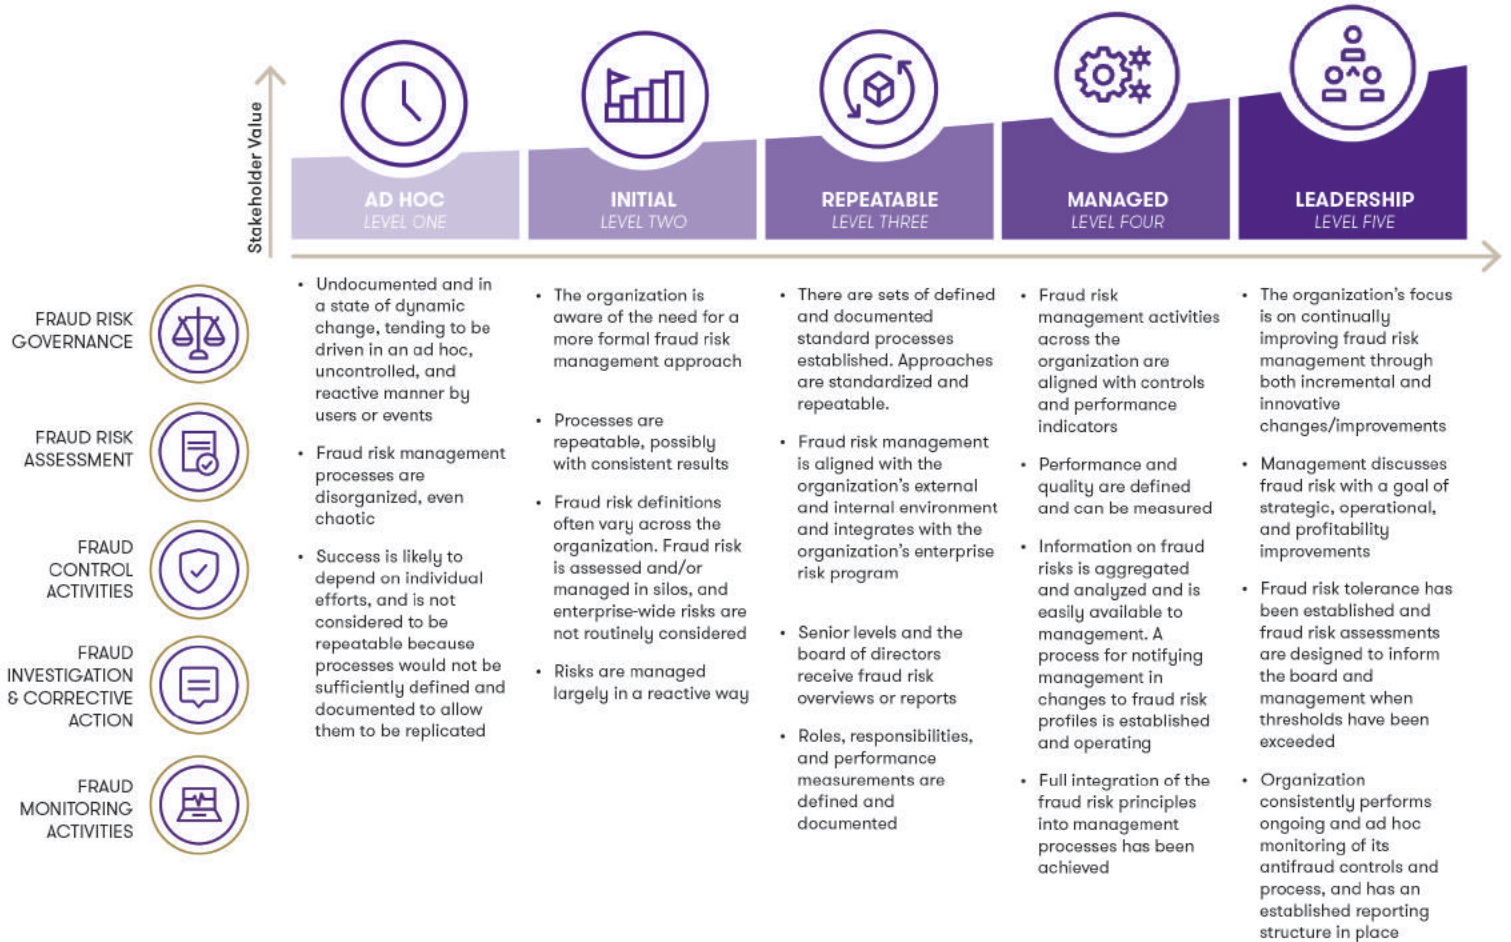 Stakeholder Value
AD HOC
LEVEL ONE
INITIAL
LEVEL TWO
REPEATABLE
LEVEL THREE
MANAGED
LEVEL FOUR
LEADERSHIP
LEVEL FIVE
FRAUD RISK
GOVERNANCE
FRAUD RISK
ASSESSMENT
FRAUD
CONTROL
ACTIVITIES
FRAUD
INVESTIGATION
& CORRECTIVE
ACTION
FRAUD
MONITORING
ACTIVITIES
• Undocumented and in
a state of dynamic
change, tending to be
driven in an ad hoc,
uncontrolled, and
reactive manner by
users or events
• Fraud risk management
processes are
disorganized, even
chaotic
• Success is likely to
depend on individual
efforts, and is not
considered to be
repeatable because
processes would not be
sufficiently defined and
documented to allow
them to be replicated
• The organization is
aware of the need for a
more formal fraud risk
management approach
• Processes are
repeatable, possibly
with consistent results
• Fraud risk definitions
often vary across the
organization. Fraud risk
is assessed and/or
managed in silos, and
enterprise-wide risks are
not routinely considered
• Risks are managed
largely in a reactive way
• There are sets of defined
and documented
standard processes
established. Approaches
are standardized and
repeatable.
• Fraud risk management
is aligned with the
organization's external
and internal environment
and integrates with the
organization's enterprise
risk program
• Senior levels and the
board of directors
receive fraud risk
overviews or reports
• Roles, responsibilities,
and performance
measurements are
defined and
documented
• Fraud risk
management activities
across the
organization are
aligned with controls
and performance
indicators
• Performance and
quality are defined
and can be measured
• Information on fraud
risks is aggregated
and analyzed and is
easily available to
management. A
process for notifying
management in
changes to fraud risk
profiles is established
and operating
• Full integration of the
fraud risk principles
into management
processes has been
achieved
• The organization's focus
is on continually
improving fraud risk
management through
both incremental and
innovative
changes/improvements
• Management discusses
fraud risk with a goal of
strategic, operational,
and profitability
improvements
• Fraud risk tolerance has
been established and
fraud risk assessments
are designed to inform
the board and
management when
thresholds have been
exceeded
• Organization
consistently performs
ongoing and ad hoc
monitoring of its
antifraud controls and
process, and has an
established reporting
structure in place